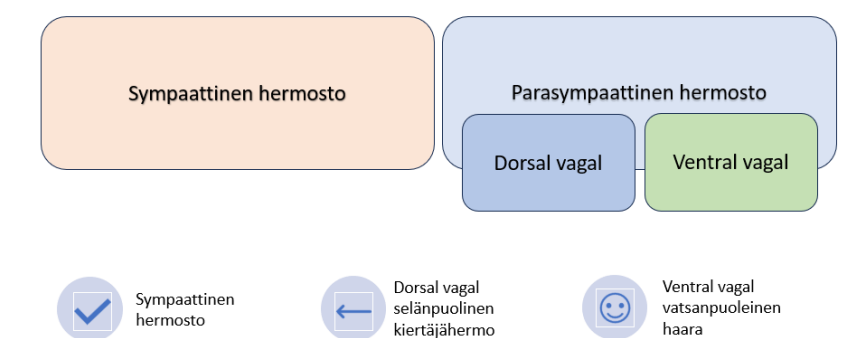 Sympaattinen hermosto
Parasympaattinen hermosto
Dorsal vagal
Ventral vagal
Sympaattinen
hermosto
Dorsal vagal
selänpuolinen
kiertäjähermo
Ventral vagal
vatsanpuoleinen
haara